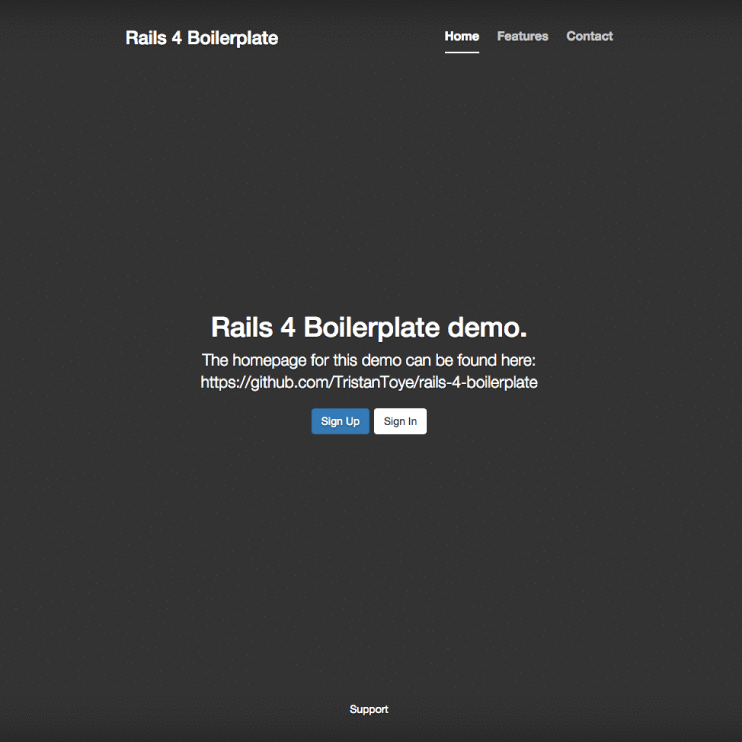 Rails 4 Boilerplate
Home Features Contact
Rails 4 Boilerplate demo.
The homepage for this demo can be found here:
https://github.com/TristanToye/rails-4-boilerplate
Sign Up Sign In
Support